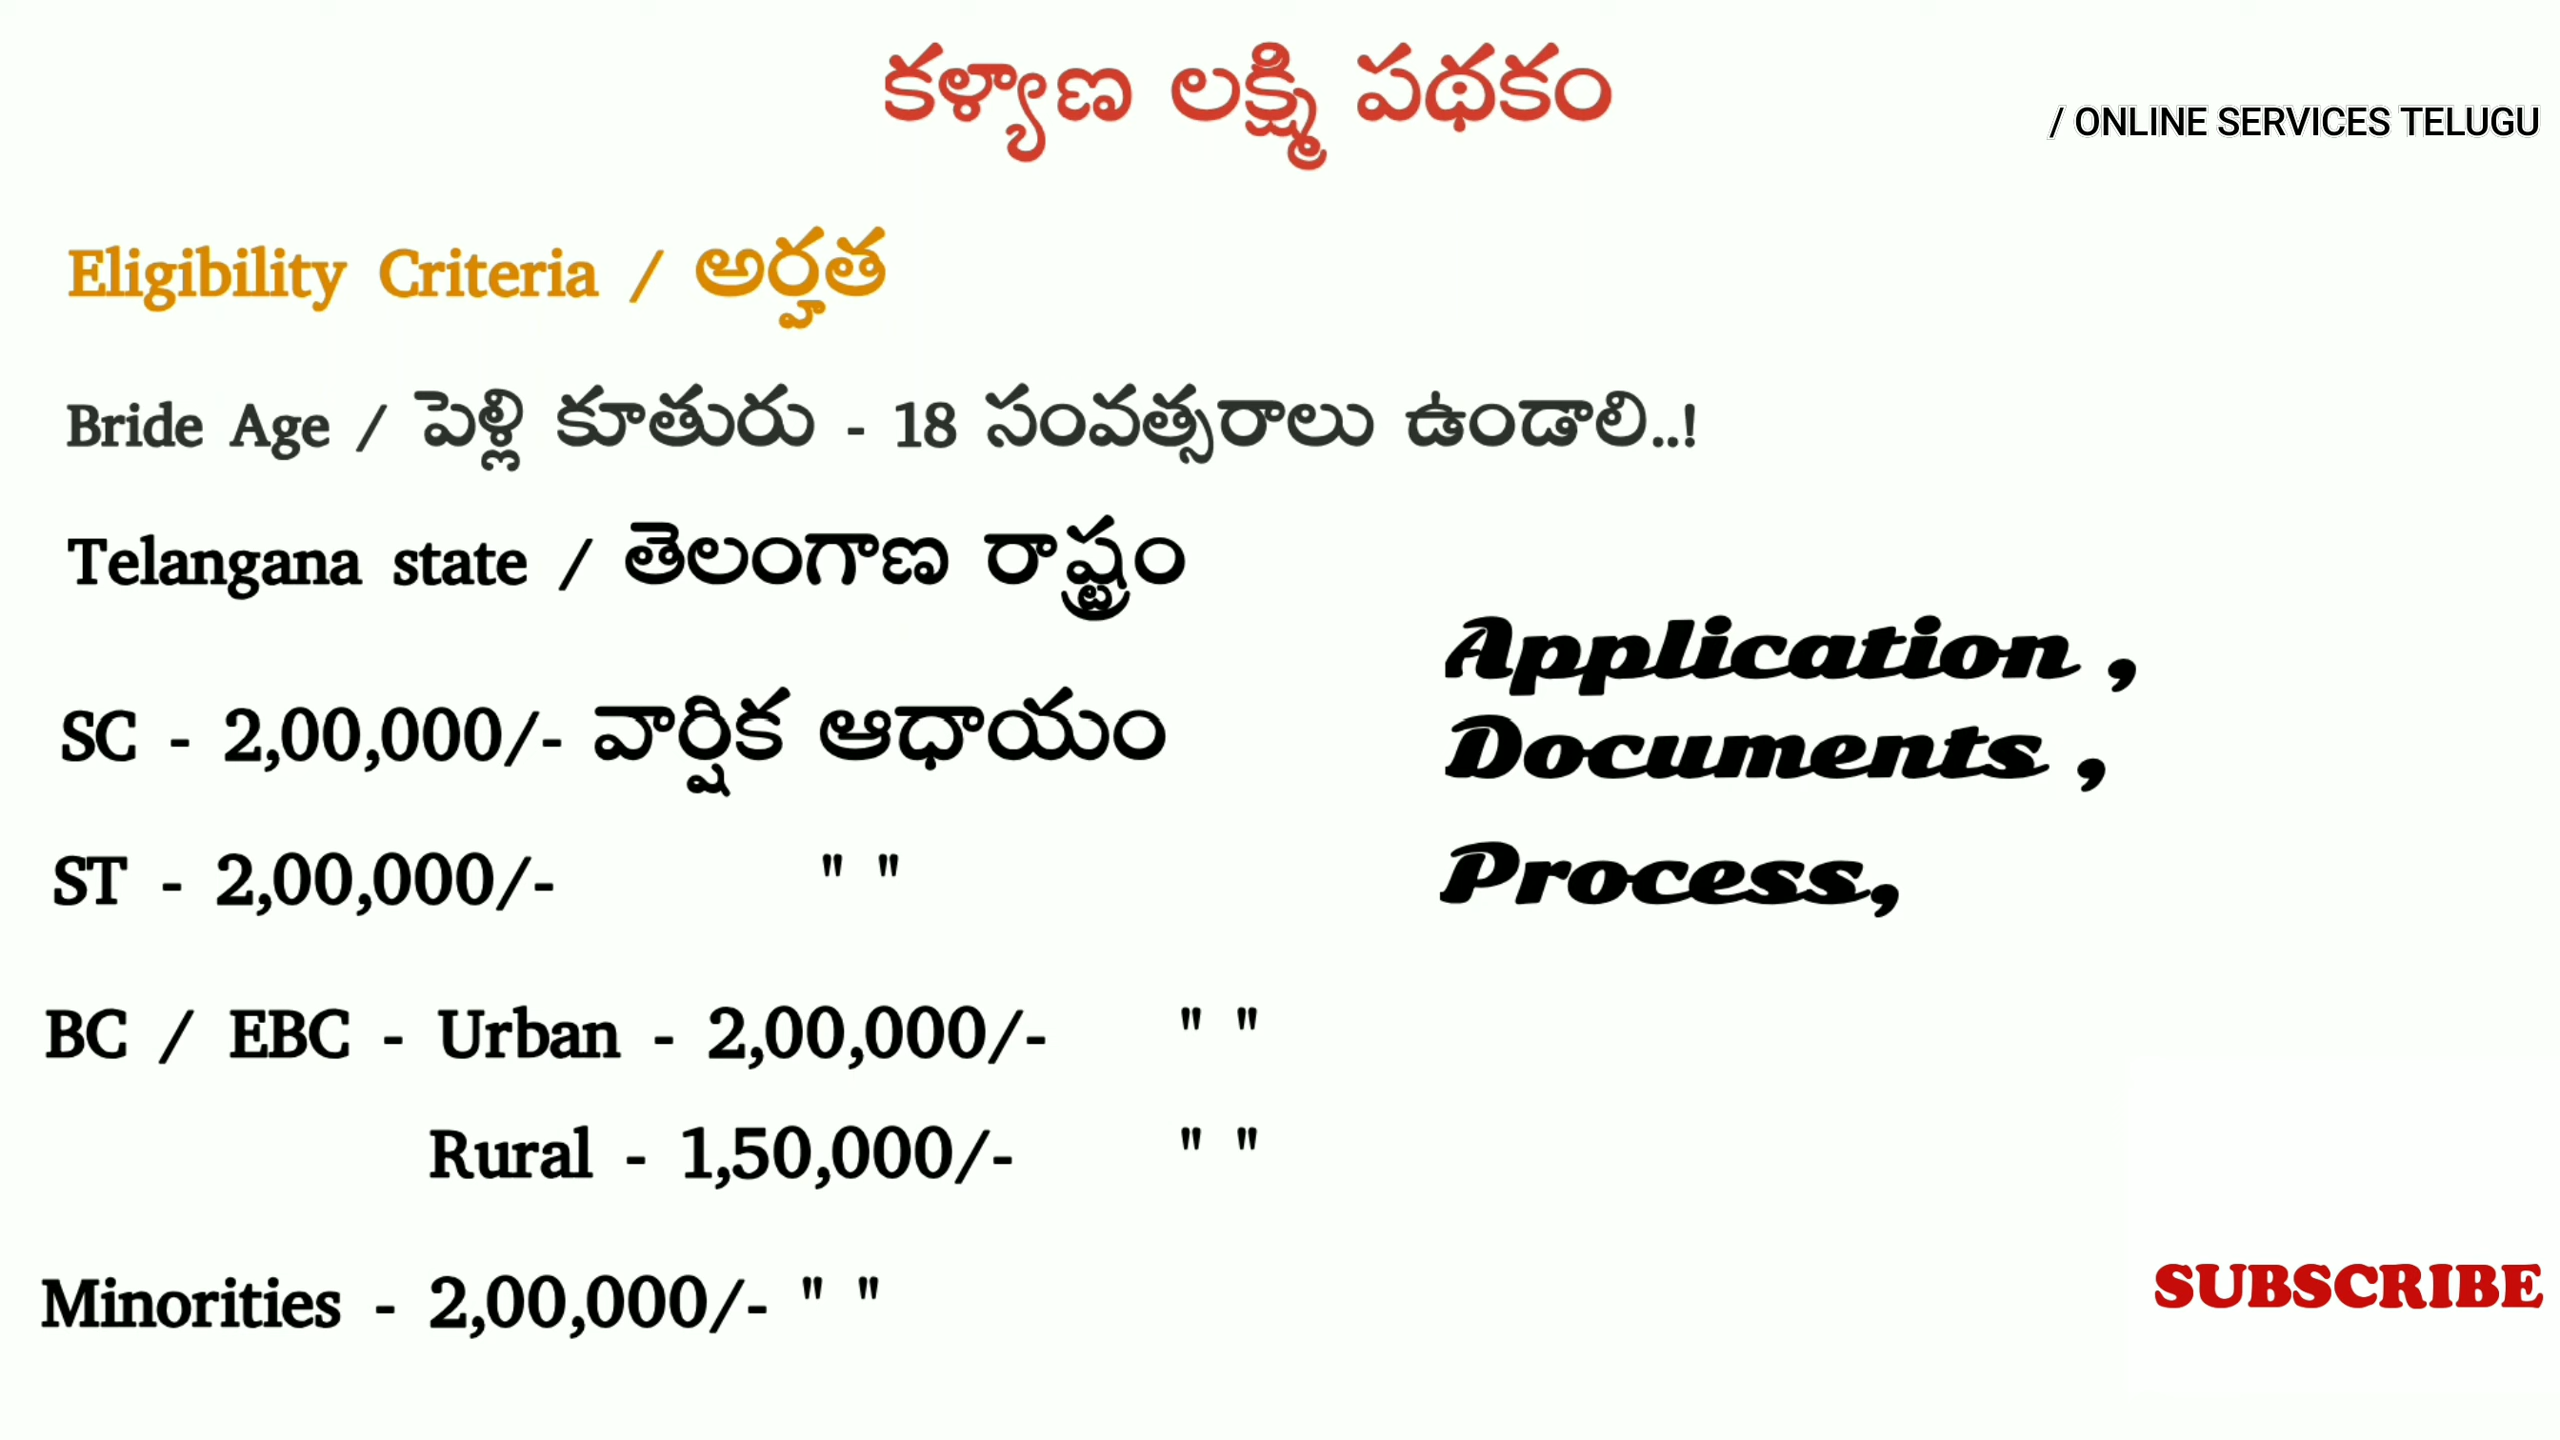 కళ్యాణ లక్ష్మి పథకం
/ ONLINE SERVICES TELUGU
Eligibility Criteria / అర్హత
Bride Age / పెళ్లి కూతురు - 18 సంవత్సరాలు ఉండాలి..!
Telangana state / తెలంగాణ రాష్ట్రం
SC - 2,00,000/- వార్షిక ఆధాయం
ST - 2,00,000/- " "
BC / EBC - Urban - 2,00,000/- " "
Rural - 1,50,000/- " "
Minorities - 2,00,000/- " "
Application ,
Documents ,
Process,
SUBSCRIBE